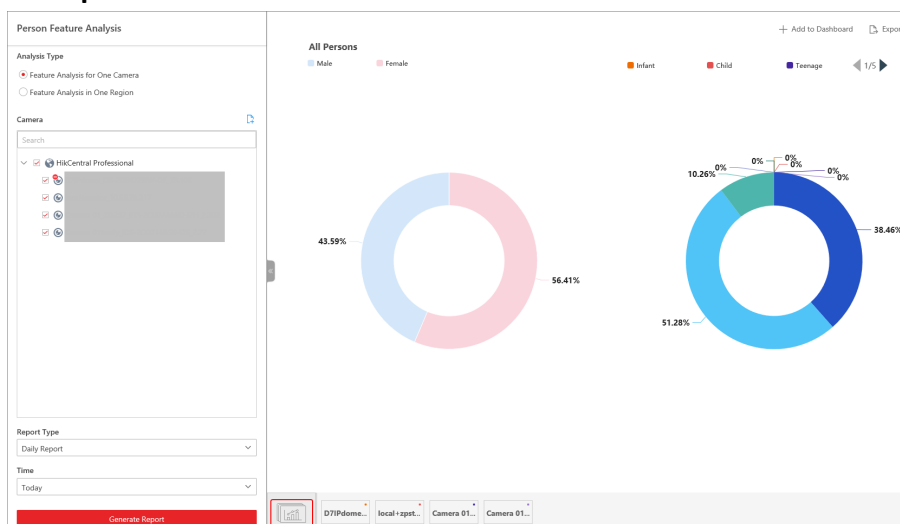 Person Feature Analysis
Analysis Type
Feature Analysis for One Camera
Feature Analysis in One Region
Camera
Search
HikCentral Professional
Report Type
Daily Report
Time
Today
Generate Report
Add to Dashboard
Expor
All Persons
Male
Female
Infant
Child
Teenage
1/5
43.59%
56.41%
10.26%
0%
0%
0%
0%
0%
0%
38.46%
51.28%
D7IPdome...
local+zpst...
Camera 01...
Camera 01...